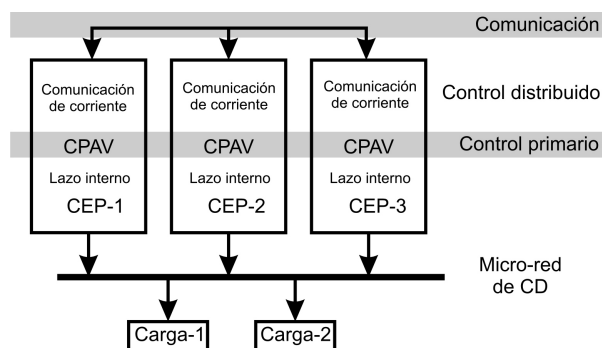 Comunicación
Comunicación
de corriente
Comunicación
de corriente
Comunicación
de corriente
Control distribuido
CPAV
CPAV
CPAV
Control primario
Lazo interno
Lazo interno
Lazo interno
CEP-1
CEP-2
CEP-3
Micro-red
de CD
Carga-1
Carga-2